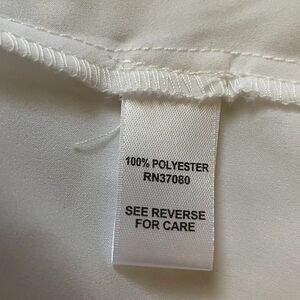 100% POLYESTER
RN37080
SEE REVERSE
FOR CARE